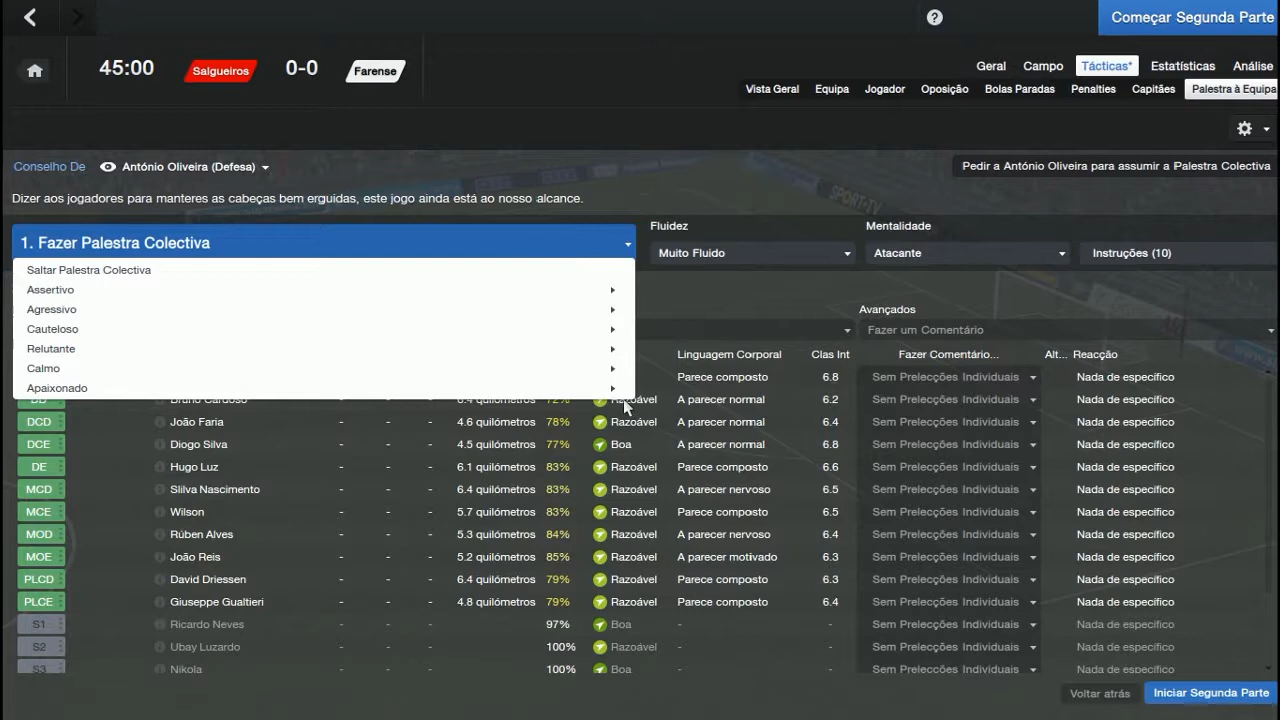 Começar Segunda Parte
45:00 Salgueiros 0-0 Farense
Geral Campo Tácticas* Estatísticas Análise
Vista Geral Equipa Jogador Oposição Bolas Paradas Penalties Capitães Palestra à Equipa
Conselho De António Oliveira (Defesa) Pedir a António Oliveira para assumir a Palestra Colectiva
Dizer aos jogadores para manteres as cabeças bem erguidas, este jogo ainda está ao nosso alcance.
1. Fazer Palestra Colectiva
Saltar Palestra Colectiva
Assertivo
Agressivo
Cauteloso
Relutante
Calmo
Apaixonado
Fluidez Mentalidade
Muito Fluido Atacante Instruções (10)
Avançados
Fazer um Comentário
Linguagem Corporal Clas Int Fazer Comentário... Alt... Reacção
Parece composto 6.8 Sem Prelecções Individuais Nada de específico
DD Bruno Cardoso - - - 6.4 quilómetros 72% Razoável A parecer normal 6.2 Sem Prelecções Individuais Nada de específico
DCD João Faria - - - 4.6 quilómetros 78% Razoável A parecer normal 6.4 Sem Prelecções Individuais Nada de específico
DCE Diogo Silva - - - 4.5 quilómetros 77% Boa A parecer normal 6.8 Sem Prelecções Individuais Nada de específico
DE Hugo Luz - - - 6.1 quilómetros 83% Razoável Parece composto 6.6 Sem Prelecções Individuais Nada de específico
MCD Slilva Nascimento - - - 6.4 quilómetros 83% Razoável A parecer nervoso 6.5 Sem Prelecções Individuais Nada de específico
MCE Wilson - - - 5.7 quilómetros 83% Razoável Parece composto 6.5 Sem Prelecções Individuais Nada de específico
MOD Rúben Alves - - - 5.3 quilómetros 84% Razoável A parecer nervoso 6.4 Sem Prelecções Individuais Nada de específico
MOE João Reis - - - 5.2 quilómetros 85% Razoável A parecer motivado 6.3 Sem Prelecções Individuais Nada de específico
PLCD David Driessen - - - 6.4 quilómetros 79% Razoável Parece composto 6.3 Sem Prelecções Individuais Nada de específico
PLCE Giuseppe Gualtieri - - - 4.8 quilómetros 79% Razoável Parece composto 6.4 Sem Prelecções Individuais Nada de específico
S1 Ricardo Neves 97% Boa - - Sem Prelecções Individuais Nada de específico
S2 Ubay Luzardo 100% Razoável - - Sem Prelecções Individuais Nada de específico
S3 Nikola 100% Boa - - Sem Prelecções Individuais Nada de específico
Voltar atrás Iniciar Segunda Parte